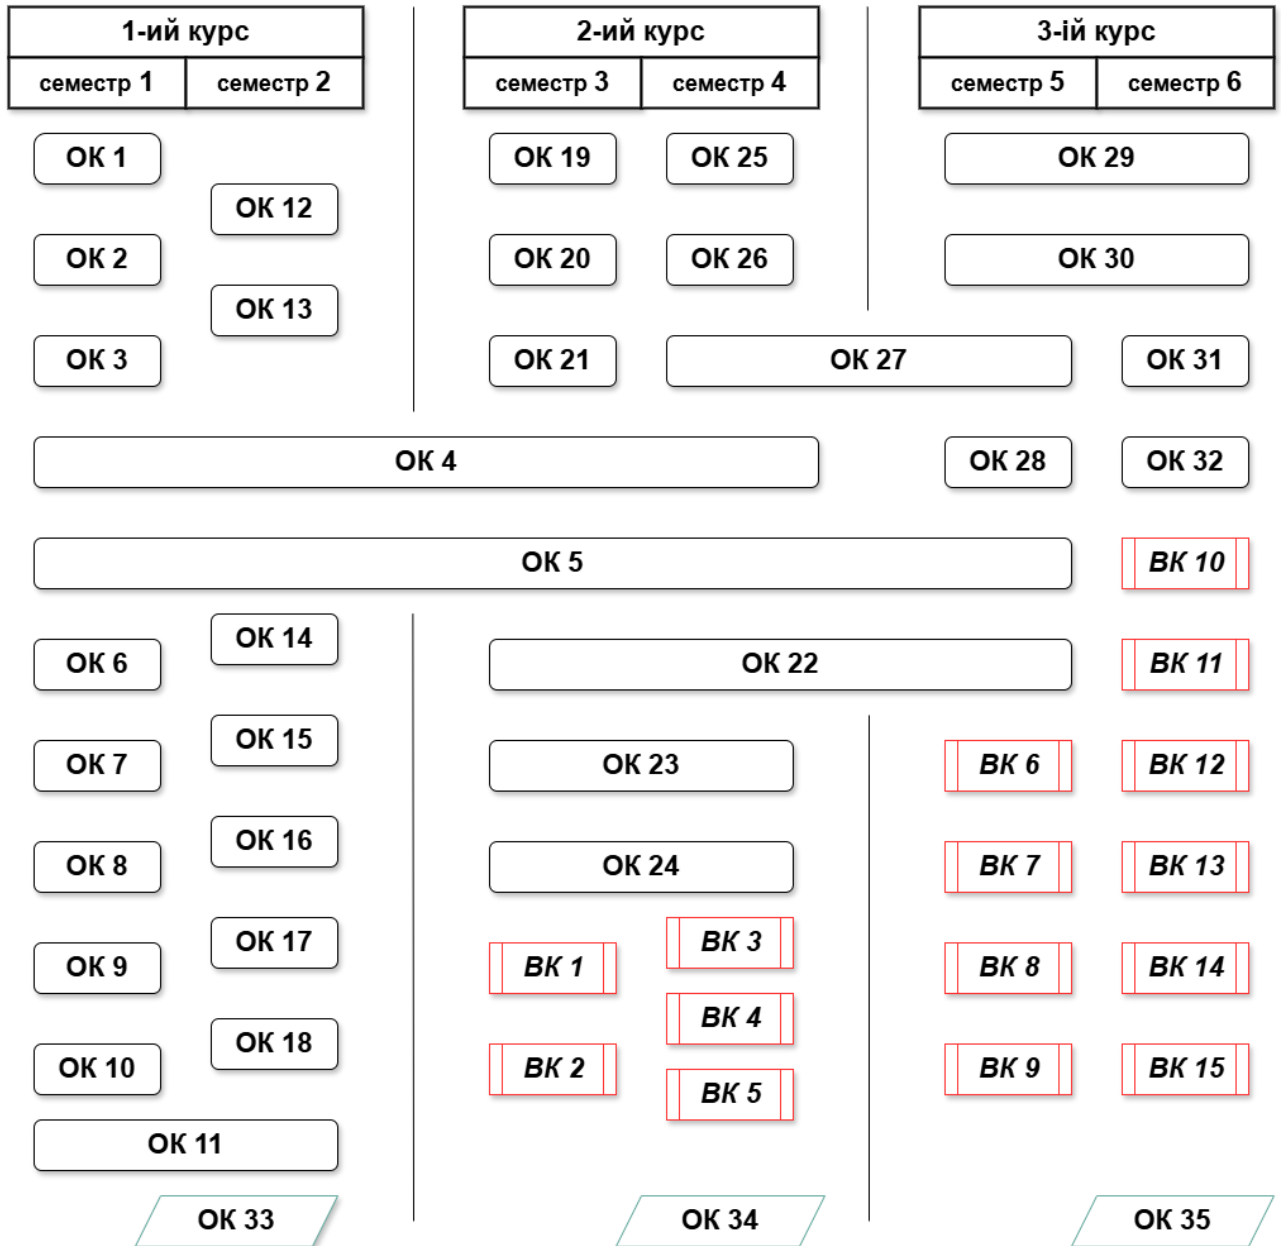 1-ий курс
2-ий курс
3-ій курс
семестр 1
семестр 2
семестр 3
семестр 4
семестр 5
семестр 6
ОК 1
ОК 19
ОК 25
ОК 29
ОК 12
ОК 2
ОК 20
ОК 26
ОК 30
ОК 13
ОК 3
ОК 21
ОК 27
ОК 31
ОК 4
ОК 28
ОК 32
ОК 5
ВК 10
ОК 14
ОК 6
ОК 22
ВК 11
ОК 15
ОК 7
ОК 23
ВК 6
ВК 12
ОК 16
ОК 8
ОК 24
ВК 7
ВК 13
ОК 17
ВК 3
ОК 9
ВК 1
ВК 8
ВК 14
ВК 4
ОК 18
ОК 10
ВК 2
ВК 9
ВК 15
ВК 5
ОК 11
ОК 33
ОК 34
ОК 35